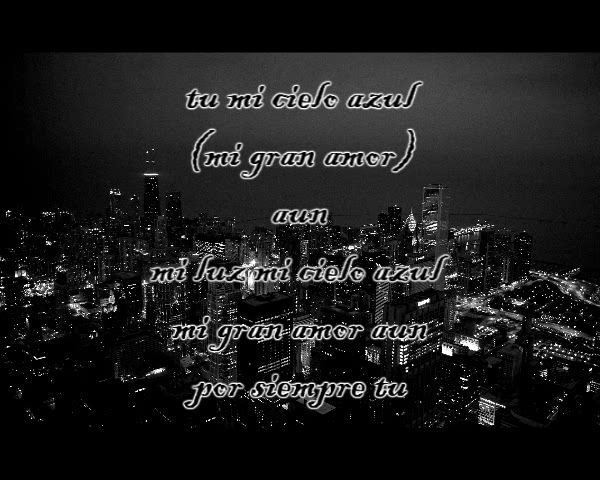 tu mi cielo azul
(mi gran amor)
aun
mi luz mi cielo azul
mi gran amor aun
por siempre tu